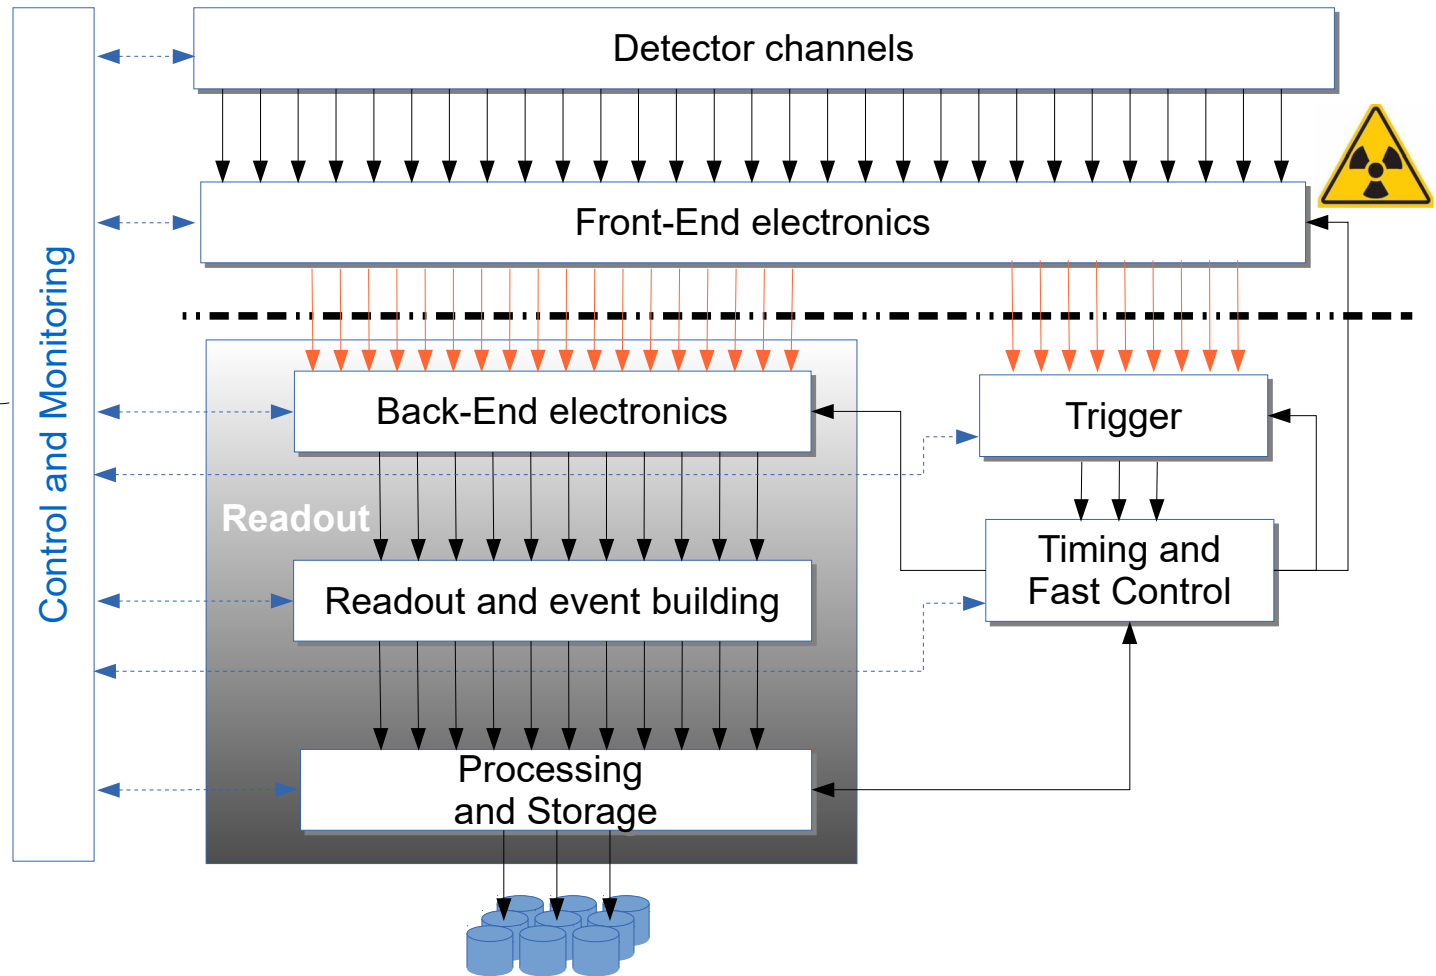 Detector channels
Front-End electronics
Control and Monitoring
Back-End electronics
Trigger
Readout
Timing and
Fast Control
Readout and event building
Processing
and Storage